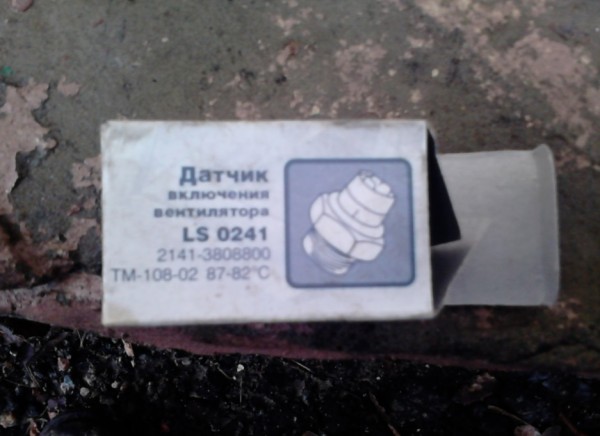 Датчик
включения
вентилятора
LS 0241
2141-3808800
ТМ-108-02 87-82°С